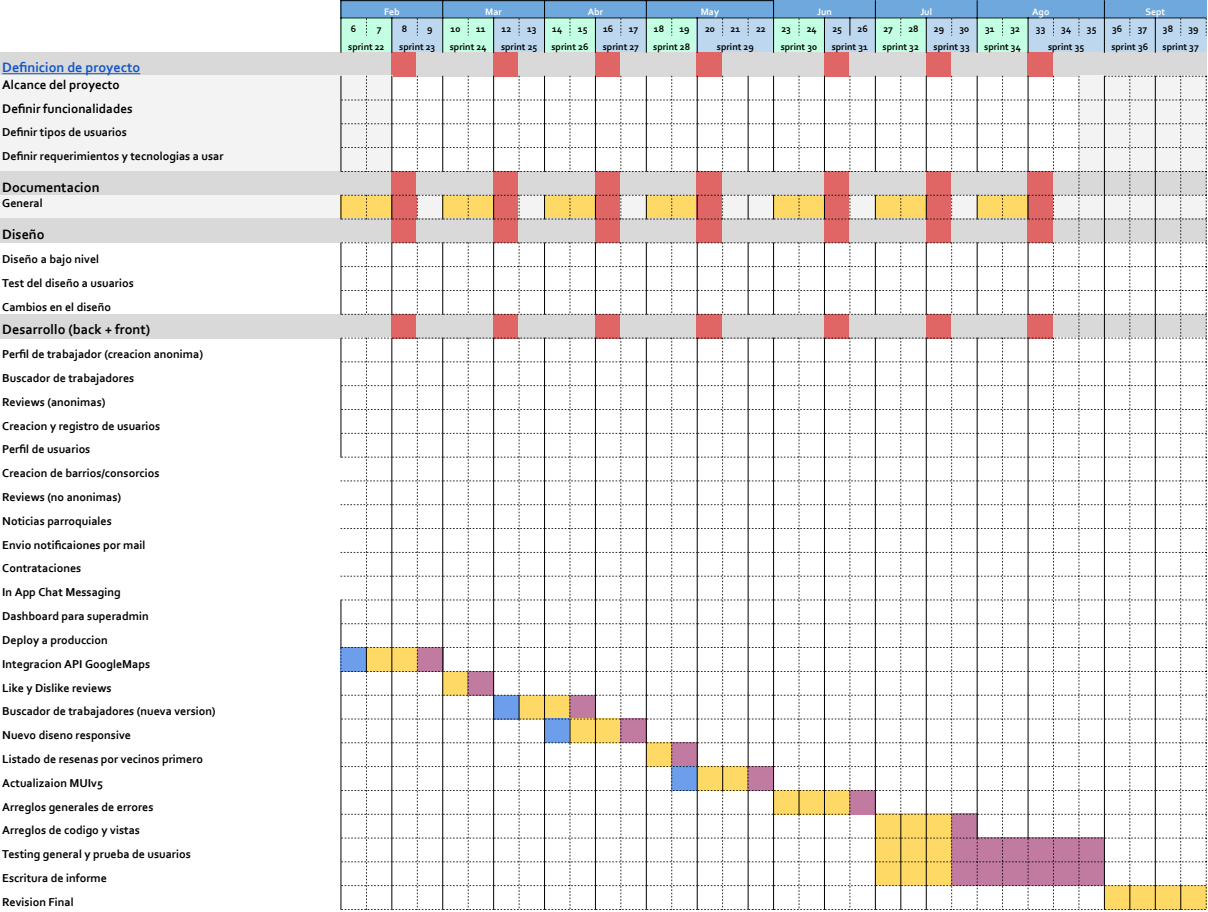 Feb Mar Abr May Jun Jul Ago Sept
6 7 8 9 10 11 12 13 14 15 16 17 18 19 20 21 22 23 24 25 26 27 28 29 30 31 32 33 34 35 36 37 38 39
sprint 22 sprint 23 sprint 24 sprint 25 sprint 26 sprint 27 sprint 28 sprint 29 sprint 30 sprint 31 sprint 32 sprint 33 sprint 34 sprint 35 sprint 36 sprint 37
Definicion de proyecto
Alcance del proyecto
Definir funcionalidades
Definir tipos de usuarios
Definir requerimientos y tecnologias a usar
Documentacion
General
Diseño
Diseño a bajo nivel
Test del diseño a usuarios
Cambios en el diseño
Desarrollo (back + front)
Perfil de trabajador (creacion anonima)
Buscador de trabajadores
Reviews (anonimas)
Creacion y registro de usuarios
Perfil de usuarios
Creacion de barrios/consorcios
Reviews (no anonimas)
Noticias parroquiales
Envio notificaiones por mail
Contrataciones
In App Chat Messaging
Dashboard para superadmin
Deploy a produccion
Integracion API GoogleMaps
Like y Dislike reviews
Buscador de trabajadores (nueva version)
Nuevo diseno responsive
Listado de resenas por vecinos primero
Actualizaion MUIv5
Arreglos generales de errores
Arreglos de codigo y vistas
Testing general y prueba de usuarios
Escritura de informe
Revision Final